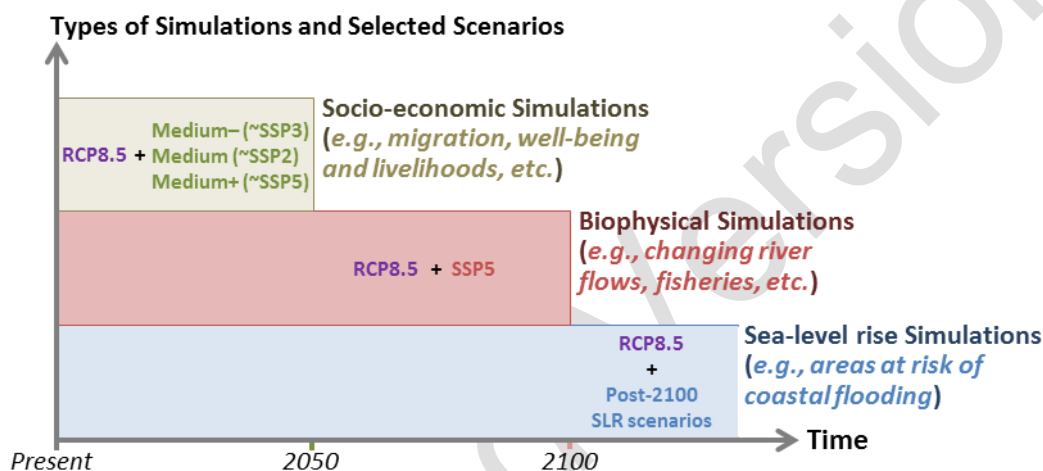 Types of Simulations and Selected Scenarios
Socio-economic Simulations
(e.g., migration, well-being
and livelihoods, etc.)
Medium– (~SSP3)
RCP8.5 + Medium (~SSP2)
Medium+ (~SSP5)
Biophysical Simulations
(e.g., changing river
flows, fisheries, etc.)
RCP8.5 + SSP5
Sea-level rise Simulations
(e.g., areas at risk of
coastal flooding)
RCP8.5
+
Post-2100
SLR scenarios
Time
Present 2050 2100